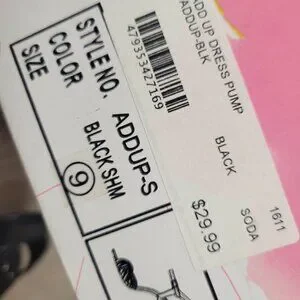 STYLE NO. ADDUP-S
COLOR BLACK SHM
SIZE 9
479353427169
ADD UP DRESS PUMP
ADDUP-BLK
BLACK
$29.99
SODA
1611